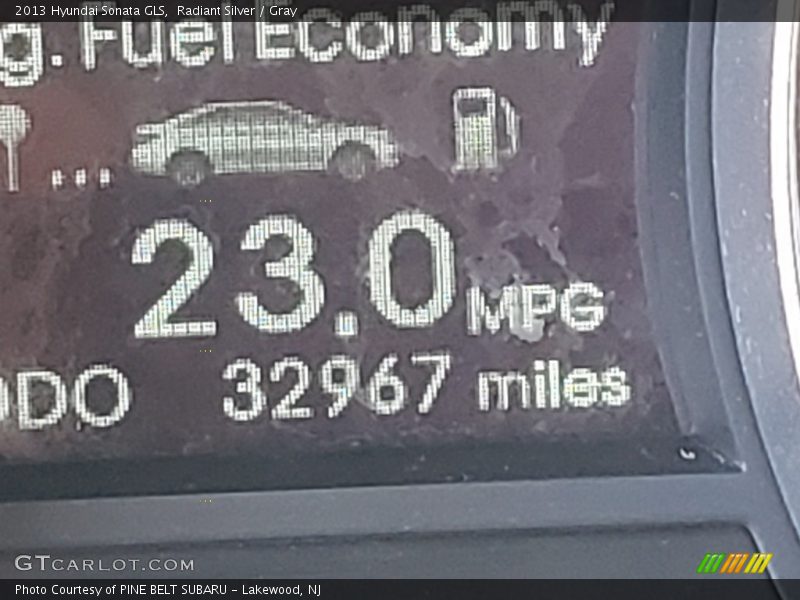 2013 Hyundai Sonata GLS, Radiant Silver / Gray
g. Fuel Economy
23.0 MPG
ODO 32967 miles
GTCARLOT.COM
Photo Courtesy of PINE BELT SUBARU - Lakewood, NJ